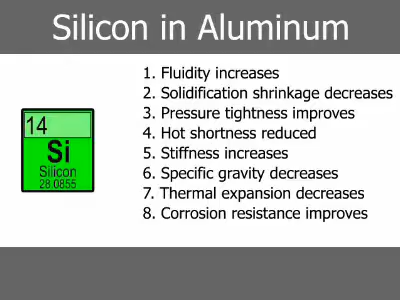 Silicon in Aluminum
14
Si
Silicon
28.0855
1. Fluidity increases
2. Solidification shrinkage decreases
3. Pressure tightness improves
4. Hot shortness reduced
5. Stiffness increases
6. Specific gravity decreases
7. Thermal expansion decreases
8. Corrosion resistance improves